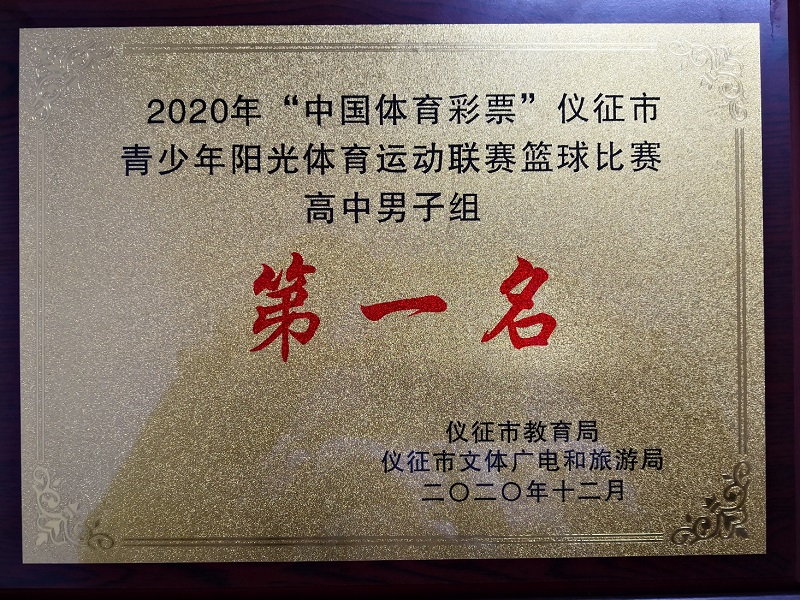 2020年“中国体育彩票”仪征市
青少年阳光体育运动联赛篮球比赛
高中男子组
第一名
仪征市教育局
仪征市文体广电和旅游局
二〇二〇年十二月